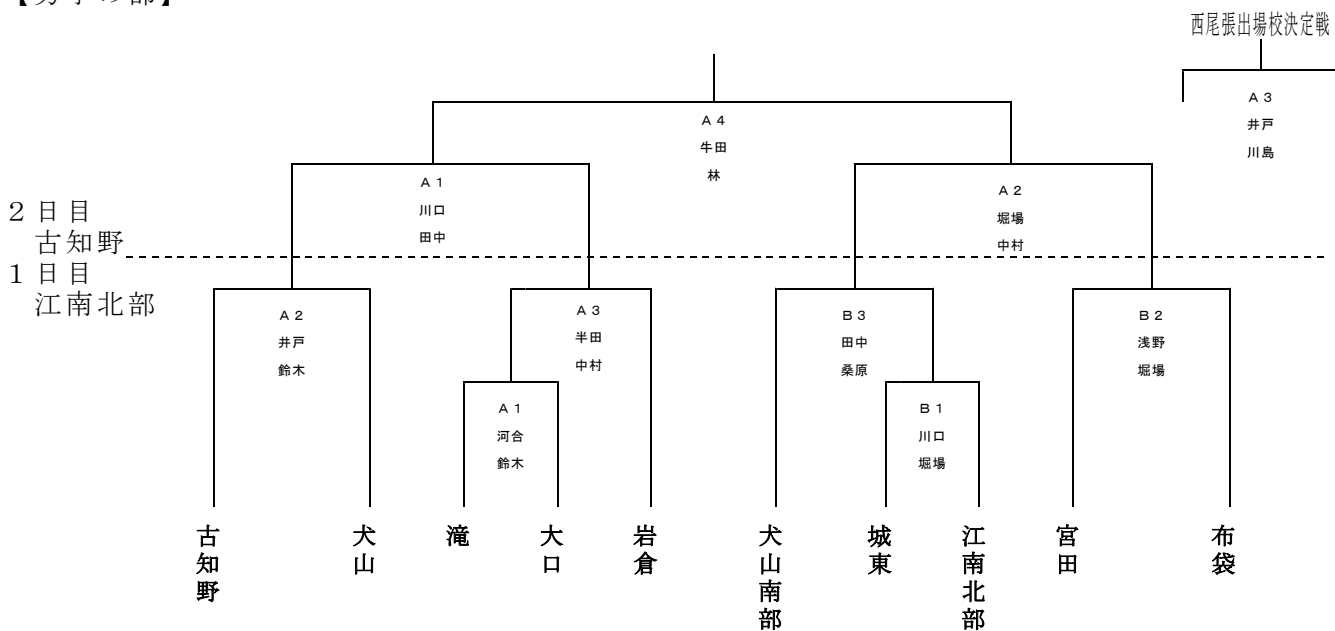 【男子の部】
西尾張出場校決定戦
Ａ３
井戸
川島
Ａ４
牛田
林
Ａ１
川口
田中
Ａ２
堀場
中村
２日目
古知野
１日目
江南北部
Ａ２
井戸
鈴木
Ａ３
半田
中村
Ｂ３
田中
桑原
Ｂ２
浅野
堀場
Ａ１
河合
鈴木
Ｂ１
川口
堀場
古知野
犬山
滝
大口
岩倉
犬山南部
城東
江南北部
宮田
布袋